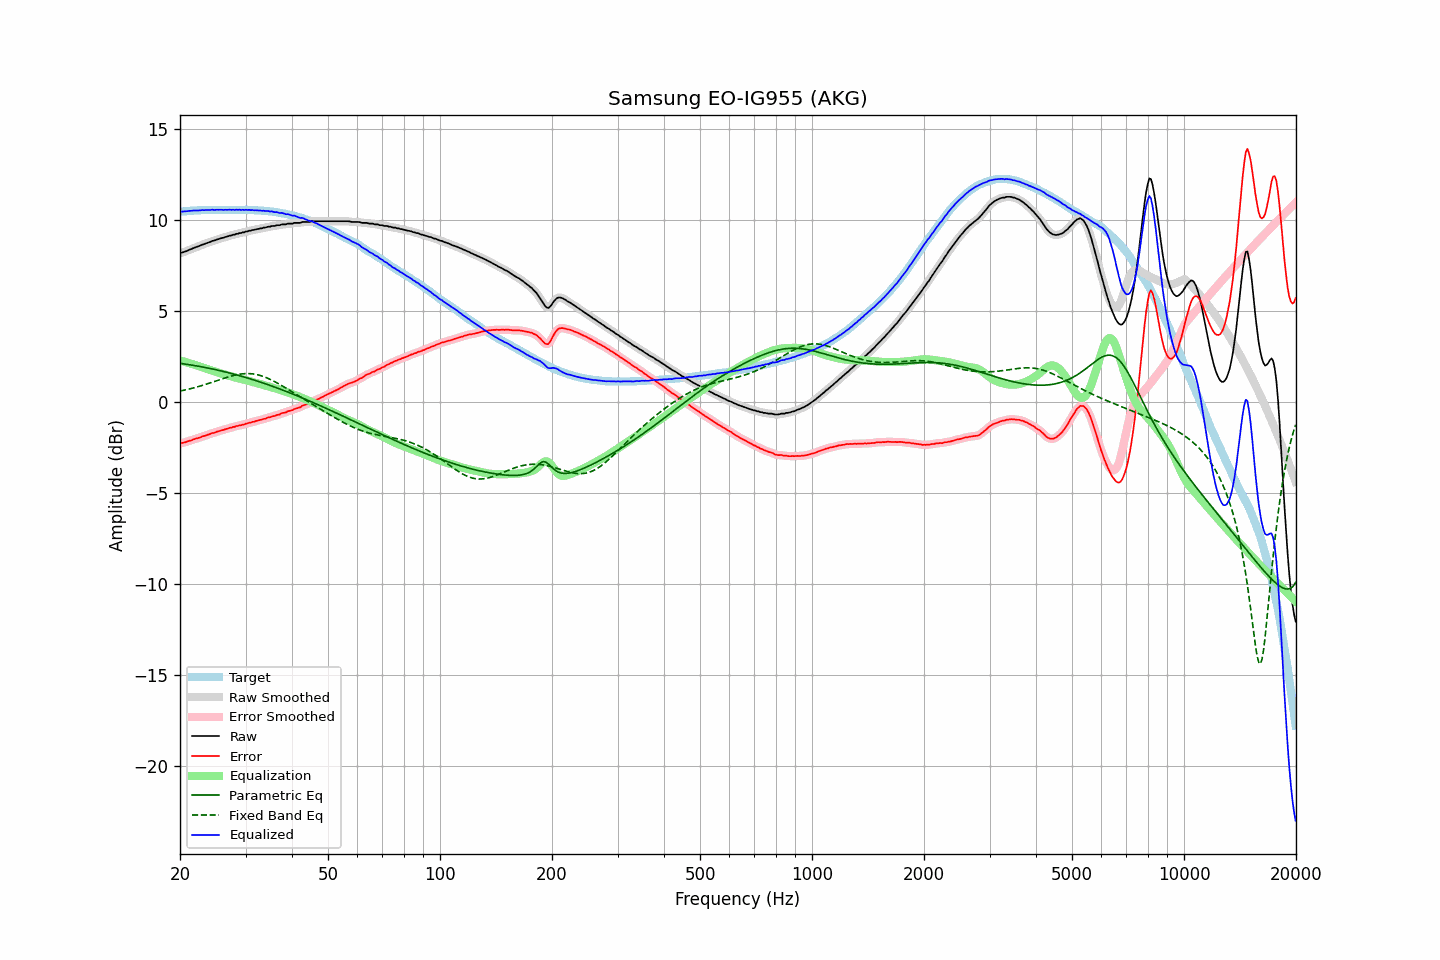 Samsung EO-IG955 (AKG)
15
10
5
0
−5
−10
−15
−20
Amplitude (dBr)
Target
Raw Smoothed
Error Smoothed
Raw
Error
Equalization
Parametric Eq
Fixed Band Eq
Equalized
20 50 100 200 500 1000 2000 5000 10000 20000
Frequency (Hz)